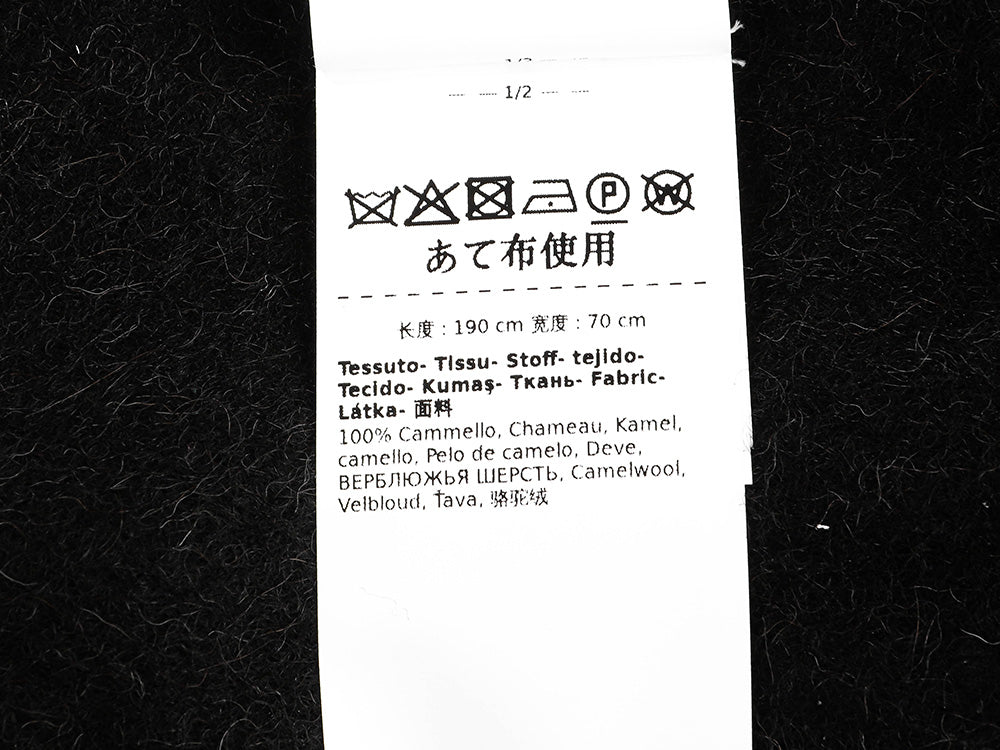 1/2
P W
あて布使用
长度：190 cm 宽度：70 cm
Tessuto- Tissu- Stoff- tejido-
Tecido- Kumaş- Ткань- Fabric-
Látka- 面料
100% Cammello, Chameau, Kamel,
camello, Pelo de camelo, Deve,
ВЕРБЛЮЖЬЯ ШЕРСТЬ, Camelwool,
Velbloud, Ťava, 骆驼绒